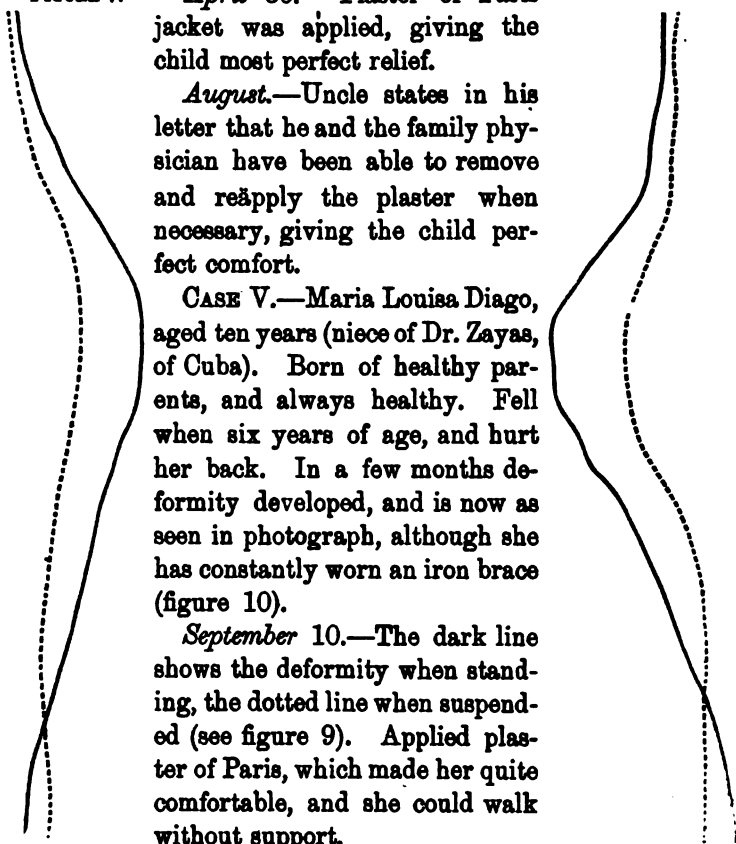 jacket was applied, giving the
child most perfect relief.
August.—Uncle states in his
letter that he and the family phy-
sician have been able to remove
and reäpply the plaster when
necessary, giving the child per-
fect comfort.
CASE V.—Maria Louisa Diago,
aged ten years (niece of Dr. Zayas,
of Cuba). Born of healthy par-
ents, and always healthy. Fell
when six years of age, and hurt
her back. In a few months de-
formity developed, and is now as
seen in photograph, although she
has constantly worn an iron brace
(figure 10).
September 10.—The dark line
shows the deformity when stand-
ing, the dotted line when suspend-
ed (see figure 9). Applied plas-
ter of Paris, which made her quite
comfortable, and she could walk
without support.